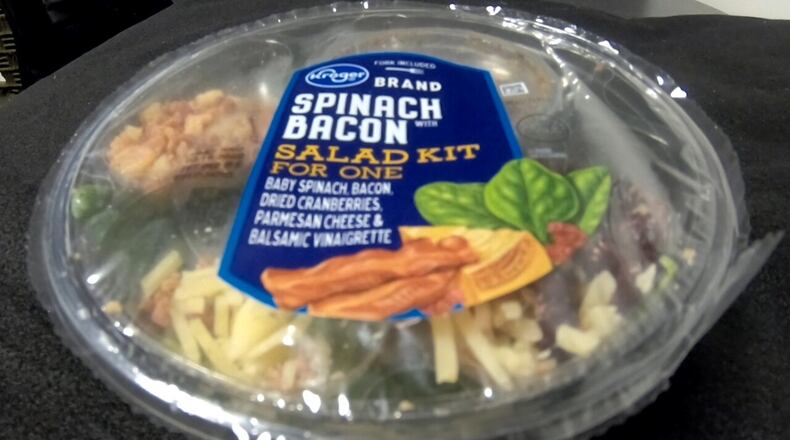 FORK INCLUDED
Kroger
BRAND
SPINACH
WITH
BACON
SALAD KIT
FOR ONE
BABY SPINACH, BACON,
DRIED CRANBERRIES,
PARMESAN CHEESE &
BALSAMIC VINAIGRETTE